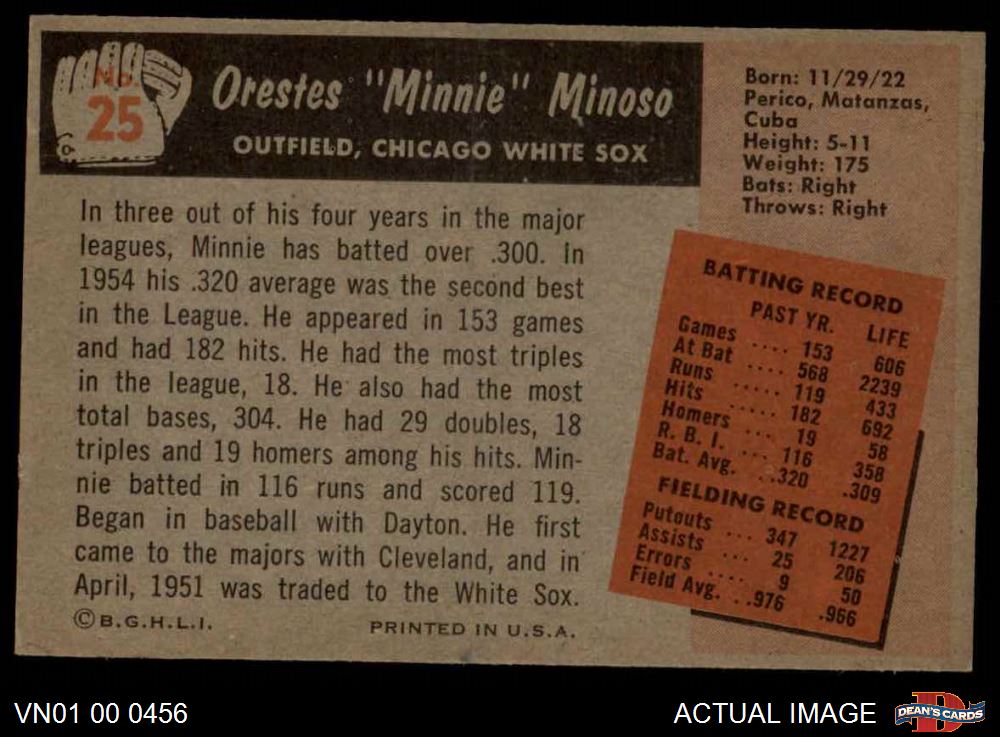 No.
25
Orestes "Minnie" Minoso
OUTFIELD, CHICAGO WHITE SOX
Born: 11/29/22
Perico, Matanzas,
Cuba
Height: 5-11
Weight: 175
Bats: Right
Throws: Right
In three out of his four years in the major
leagues, Minnie has batted over .300. In
1954 his .320 average was the second best
in the League. He appeared in 153 games
and had 182 hits. He had the most triples
in the league, 18. He also had the most
total bases, 304. He had 29 doubles, 18
triples and 19 homers among his hits. Min-
nie batted in 116 runs and scored 119.
Began in baseball with Dayton. He first
came to the majors with Cleveland, and in
April, 1951 was traded to the White Sox.
©B.G.H.L.I.
PRINTED IN U.S.A.
BATTING RECORD
PAST YR. LIFE
Games .... 153 606
At Bat .... 568 2239
Runs ..... 119 433
Hits ..... 182 692
Homers ... 19 58
R. B. I. ... 116 358
Bat. Avg. ..320 .309
FIELDING RECORD
Putouts ... 347 1227
Assists ... 25 206
Errors .... 9 50
Field Avg. ..976 .966
VN01 00 0456
ACTUAL IMAGE
D
DEAN'S CARDS